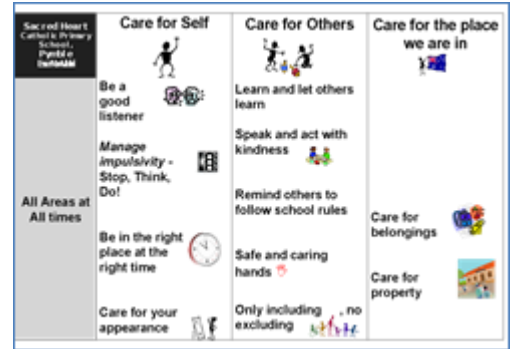 Sacred Heart
Catholic Primary
School,
Pymble
Care for Self
Care for Others
Care for the place
we are in
All Areas at
All times
Be a
good
listener
Manage
impulsivity -
Stop, Think,
Do!
Be in the right
place at the
right time
Care for your
appearance
Learn and let others
learn
Speak and act with
kindness
Remind others to
follow school rules
Safe and caring
hands
Only including , no
excluding
Care for
belongings
Care for
property